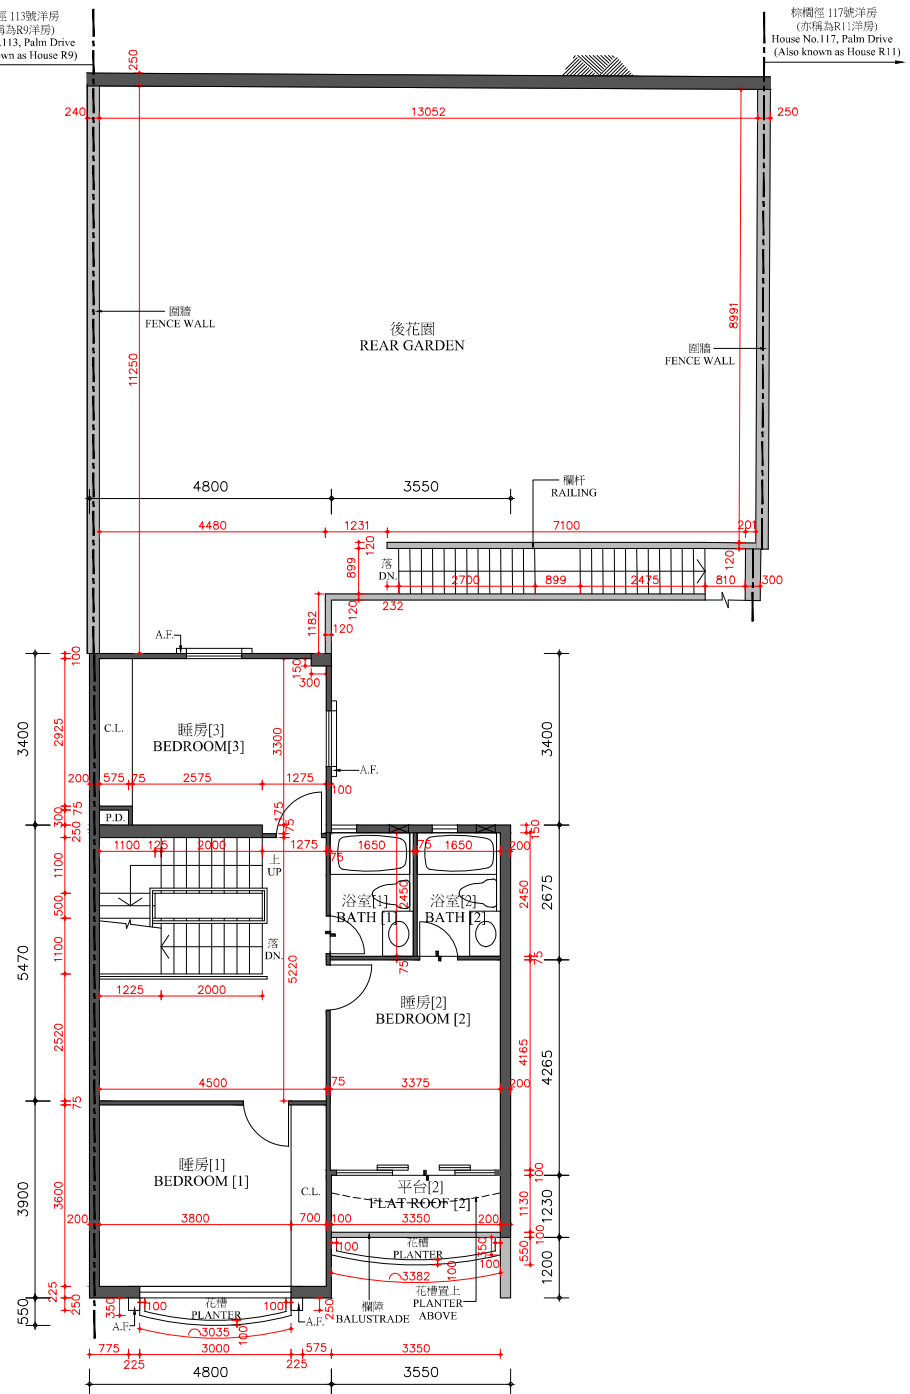 113號洋房
棕櫚徑 117號洋房
為R9洋房)
(亦稱為R11洋房)
.113, Palm Drive
House No.117, Palm Drive
wn as House R9)
(Also known as House R11)
250
240
13052
250
圍牆
FENCE WALL
後花園
REAR GARDEN
8991
圍牆
FENCE WALL
11250
4800
3550
欄杆
RAILING
4480
1231
7100
201
120
899
落
DN.
120
2700
899
2475
810
300
120
232
1182
120
A.F.
100
150
300
3400
2925
C.L.
睡房[3]
BEDROOM[3]
3300
3400
A.F.
200
575
75
2575
1275
100
75
300
P.D.
175
75
250
150
1100
125
2000
1275
75
1650
75
1650
200
1100
上
UP
2450
2450
2675
500
浴室[1]
BATH [1]
浴室[2]
BATH [2]
5470
1100
落
DN.
5220
75
75
1225
2000
睡房[2]
BEDROOM [2]
2520
4165
4265
4500
75
3375
200
75
睡房[1]
BEDROOM [1]
C.L.
3900
3600
100
平台[2]
FLAT ROOF [2]
1130
1230
200
3800
700
100
3350
200
100
花槽
PLANTER
100
350
550
100
100
3382
1200
225
250
550
350
100
花槽
PLANTER
100
250
欄障
BALUSTRADE
花槽置上
PLANTER
ABOVE
A.F.
3035
100
A.F.
775
3000
575
3350
225
225
4800
3550